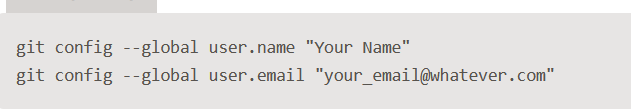 git config --global user.name "Your Name"
git config --global user.email "your_email@whatever.com"